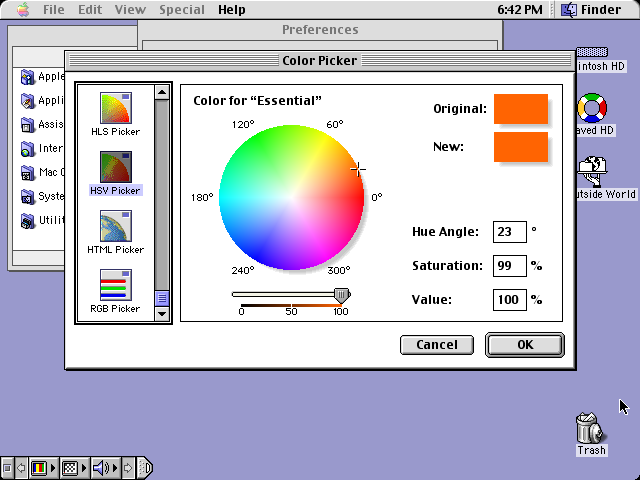 File Edit View Special Help 6:42 PM Finder
Preferences
Color Picker
intosh HD
Apple
Appli
Assis
Inter
Mac O
Syste
Utilit
HLS Picker
HSV Picker
HTML Picker
RGB Picker
Color for “Essential”
120°
60°
180°
0°
240°
300°
0 50 100
Original:
New:
Hue Angle: 23 °
Saturation: 99 %
Value: 100 %
Cancel
OK
aved HD
utside World
Trash